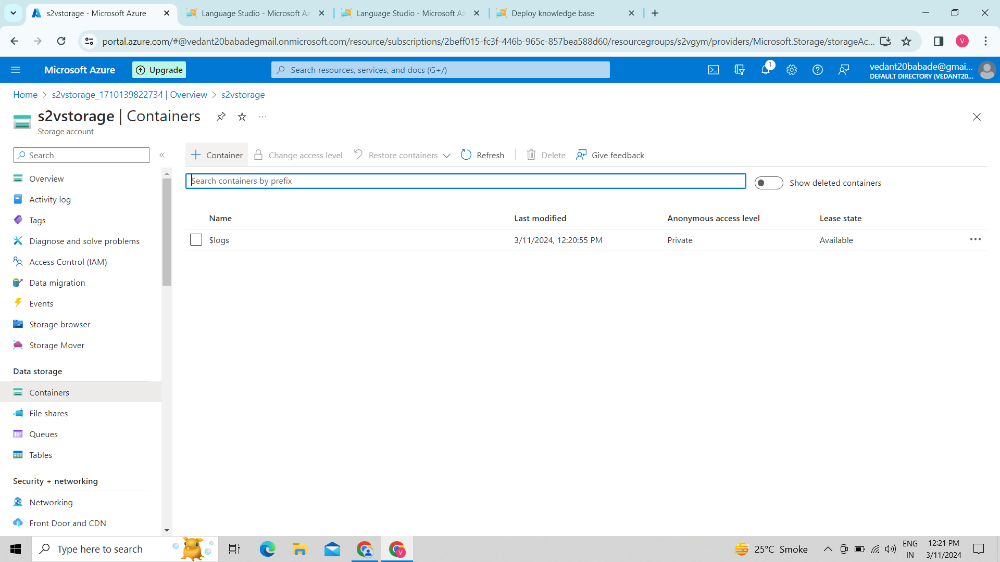 s2vstorage - Microsoft Azure
Language Studio - Microsoft Az
Language Studio - Microsoft Az
Deploy knowledge base
portal.azure.com/#@vedant20babadegmail.onmicrosoft.com/resource/subscriptions/2beff015-fc3f-446b-965c-857bea588d60/resourcegroups/s2vgym/providers/Microsoft.Storage/storageAc...
V
Microsoft Azure
Upgrade
Search resources, services, and docs (G+/)
1
vedant20babade@gmai...
DEFAULT DIRECTORY (VEDANT20...
Home > s2vstorage_1710139822734 | Overview > s2vstorage
s2vstorage | Containers
Storage account
Search
Container
Change access level
Restore containers
Refresh
Delete
Give feedback
Search containers by prefix
Show deleted containers
Name
Last modified
Anonymous access level
Lease state
$logs
3/11/2024, 12:20:55 PM
Private
Available
Overview
Activity log
Tags
Diagnose and solve problems
Access Control (IAM)
Data migration
Events
Storage browser
Storage Mover
Data storage
Containers
File shares
Queues
Tables
Security + networking
Networking
Front Door and CDN
Type here to search
V
25°C Smoke
ENG
IN
12:21 PM
3/11/2024